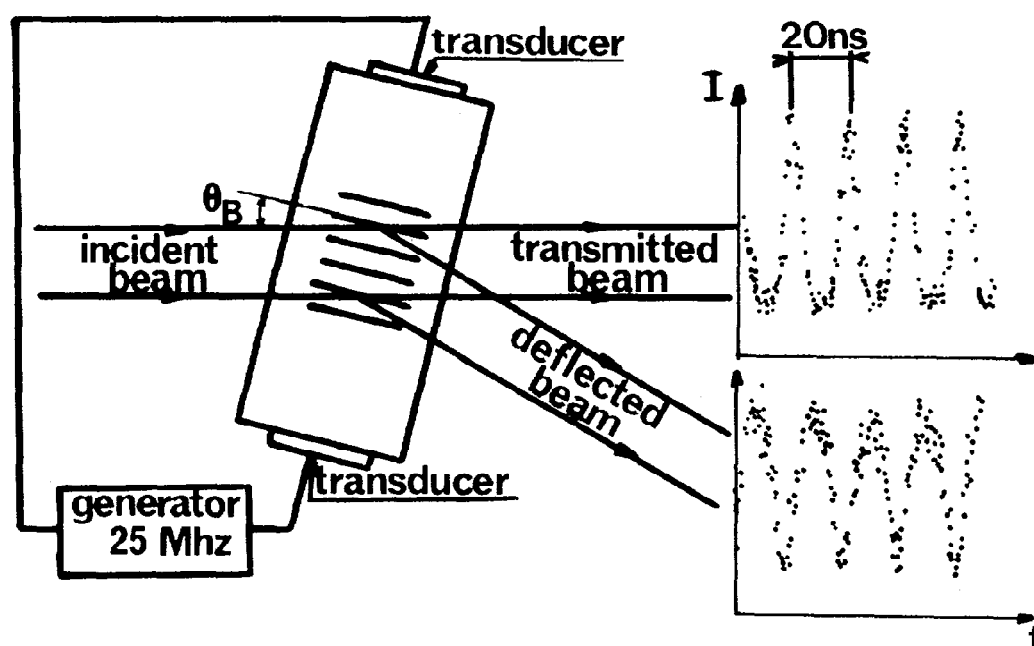 transducer
20ns
I
θB
incident
beam
transmitted
beam
deflected
beam
transducer
generator
25 Mhz
t